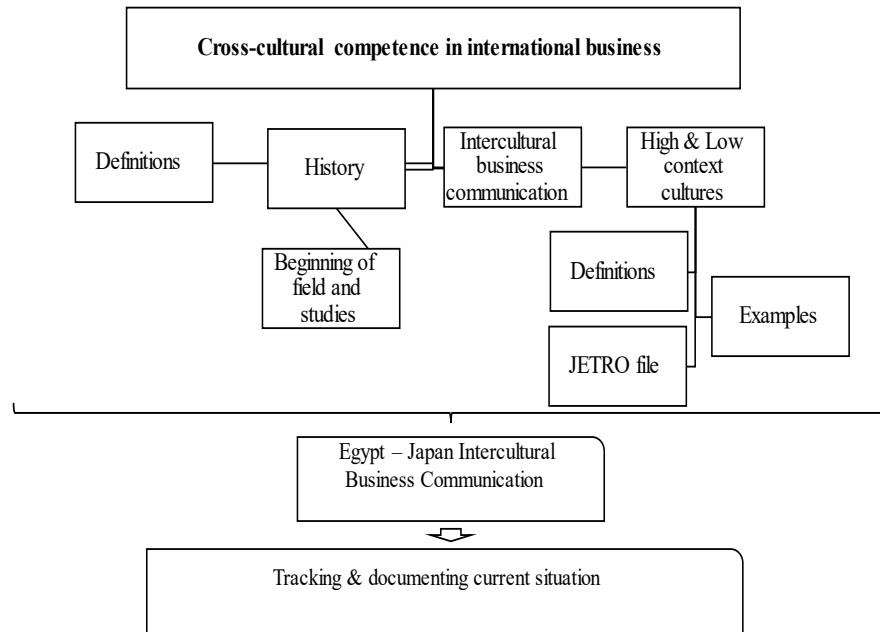 Cross-cultural competence in international business
Definitions
History
Intercultural
business
communication
High & Low
context
cultures
Beginning of
field and
studies
Definitions
Examples
JETRO file
Egypt – Japan Intercultural
Business Communication
Tracking & documenting current situation